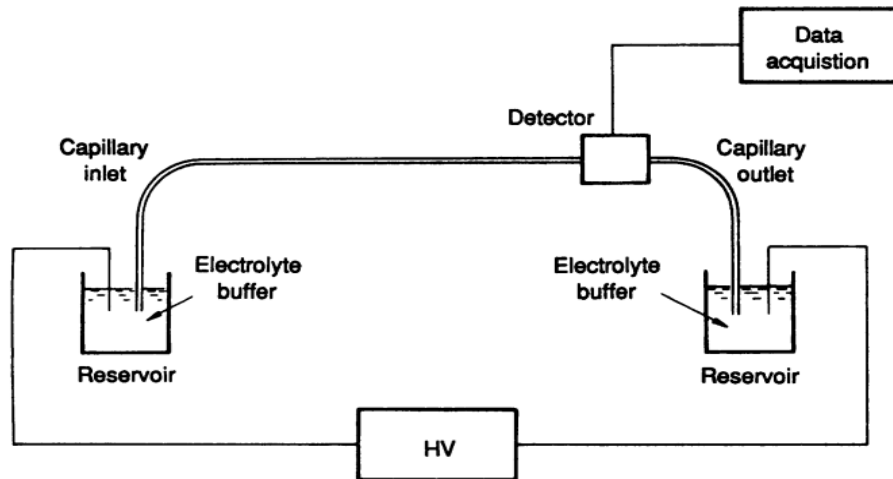 Data
acquistion
Detector
Capillary
inlet
Capillary
outlet
Electrolyte
buffer
Electrolyte
buffer
Reservoir
Reservoir
HV